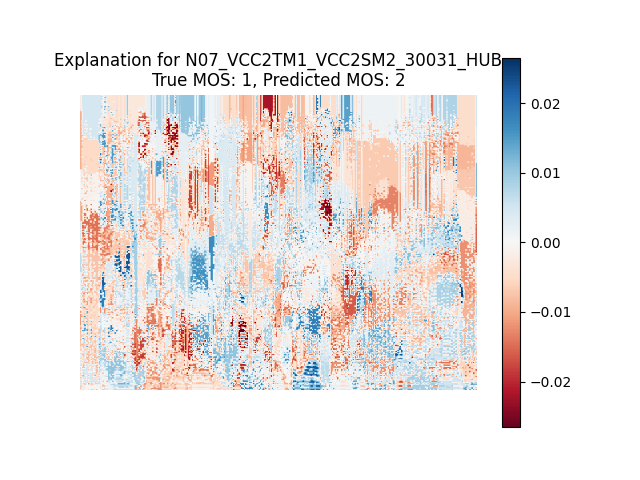 Explanation for N07_VCC2TM1_VCC2SM2_30031_HUB
True MOS: 1, Predicted MOS: 2
0.02
0.01
0.00
−0.01
−0.02